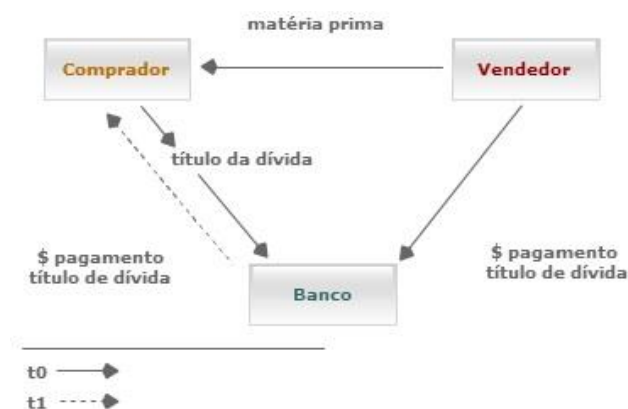 matéria prima
Comprador
Vendedor
título da dívida
$ pagamento
título de dívida
$ pagamento
título de dívida
Banco
t0
t1